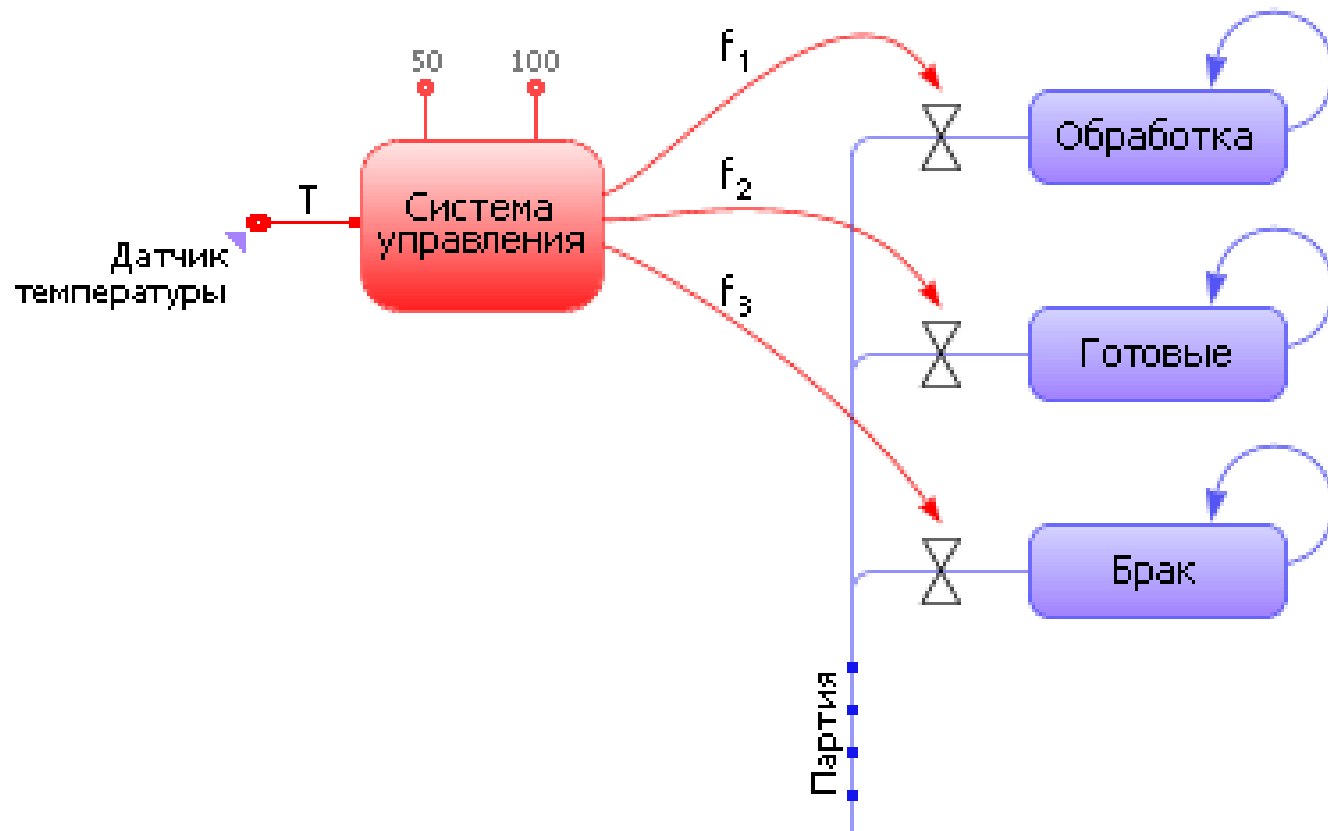 50
100
f1
Обработка
f2
T
Система
управления
Датчик
температуры
f3
Готовые
Брак
Партия